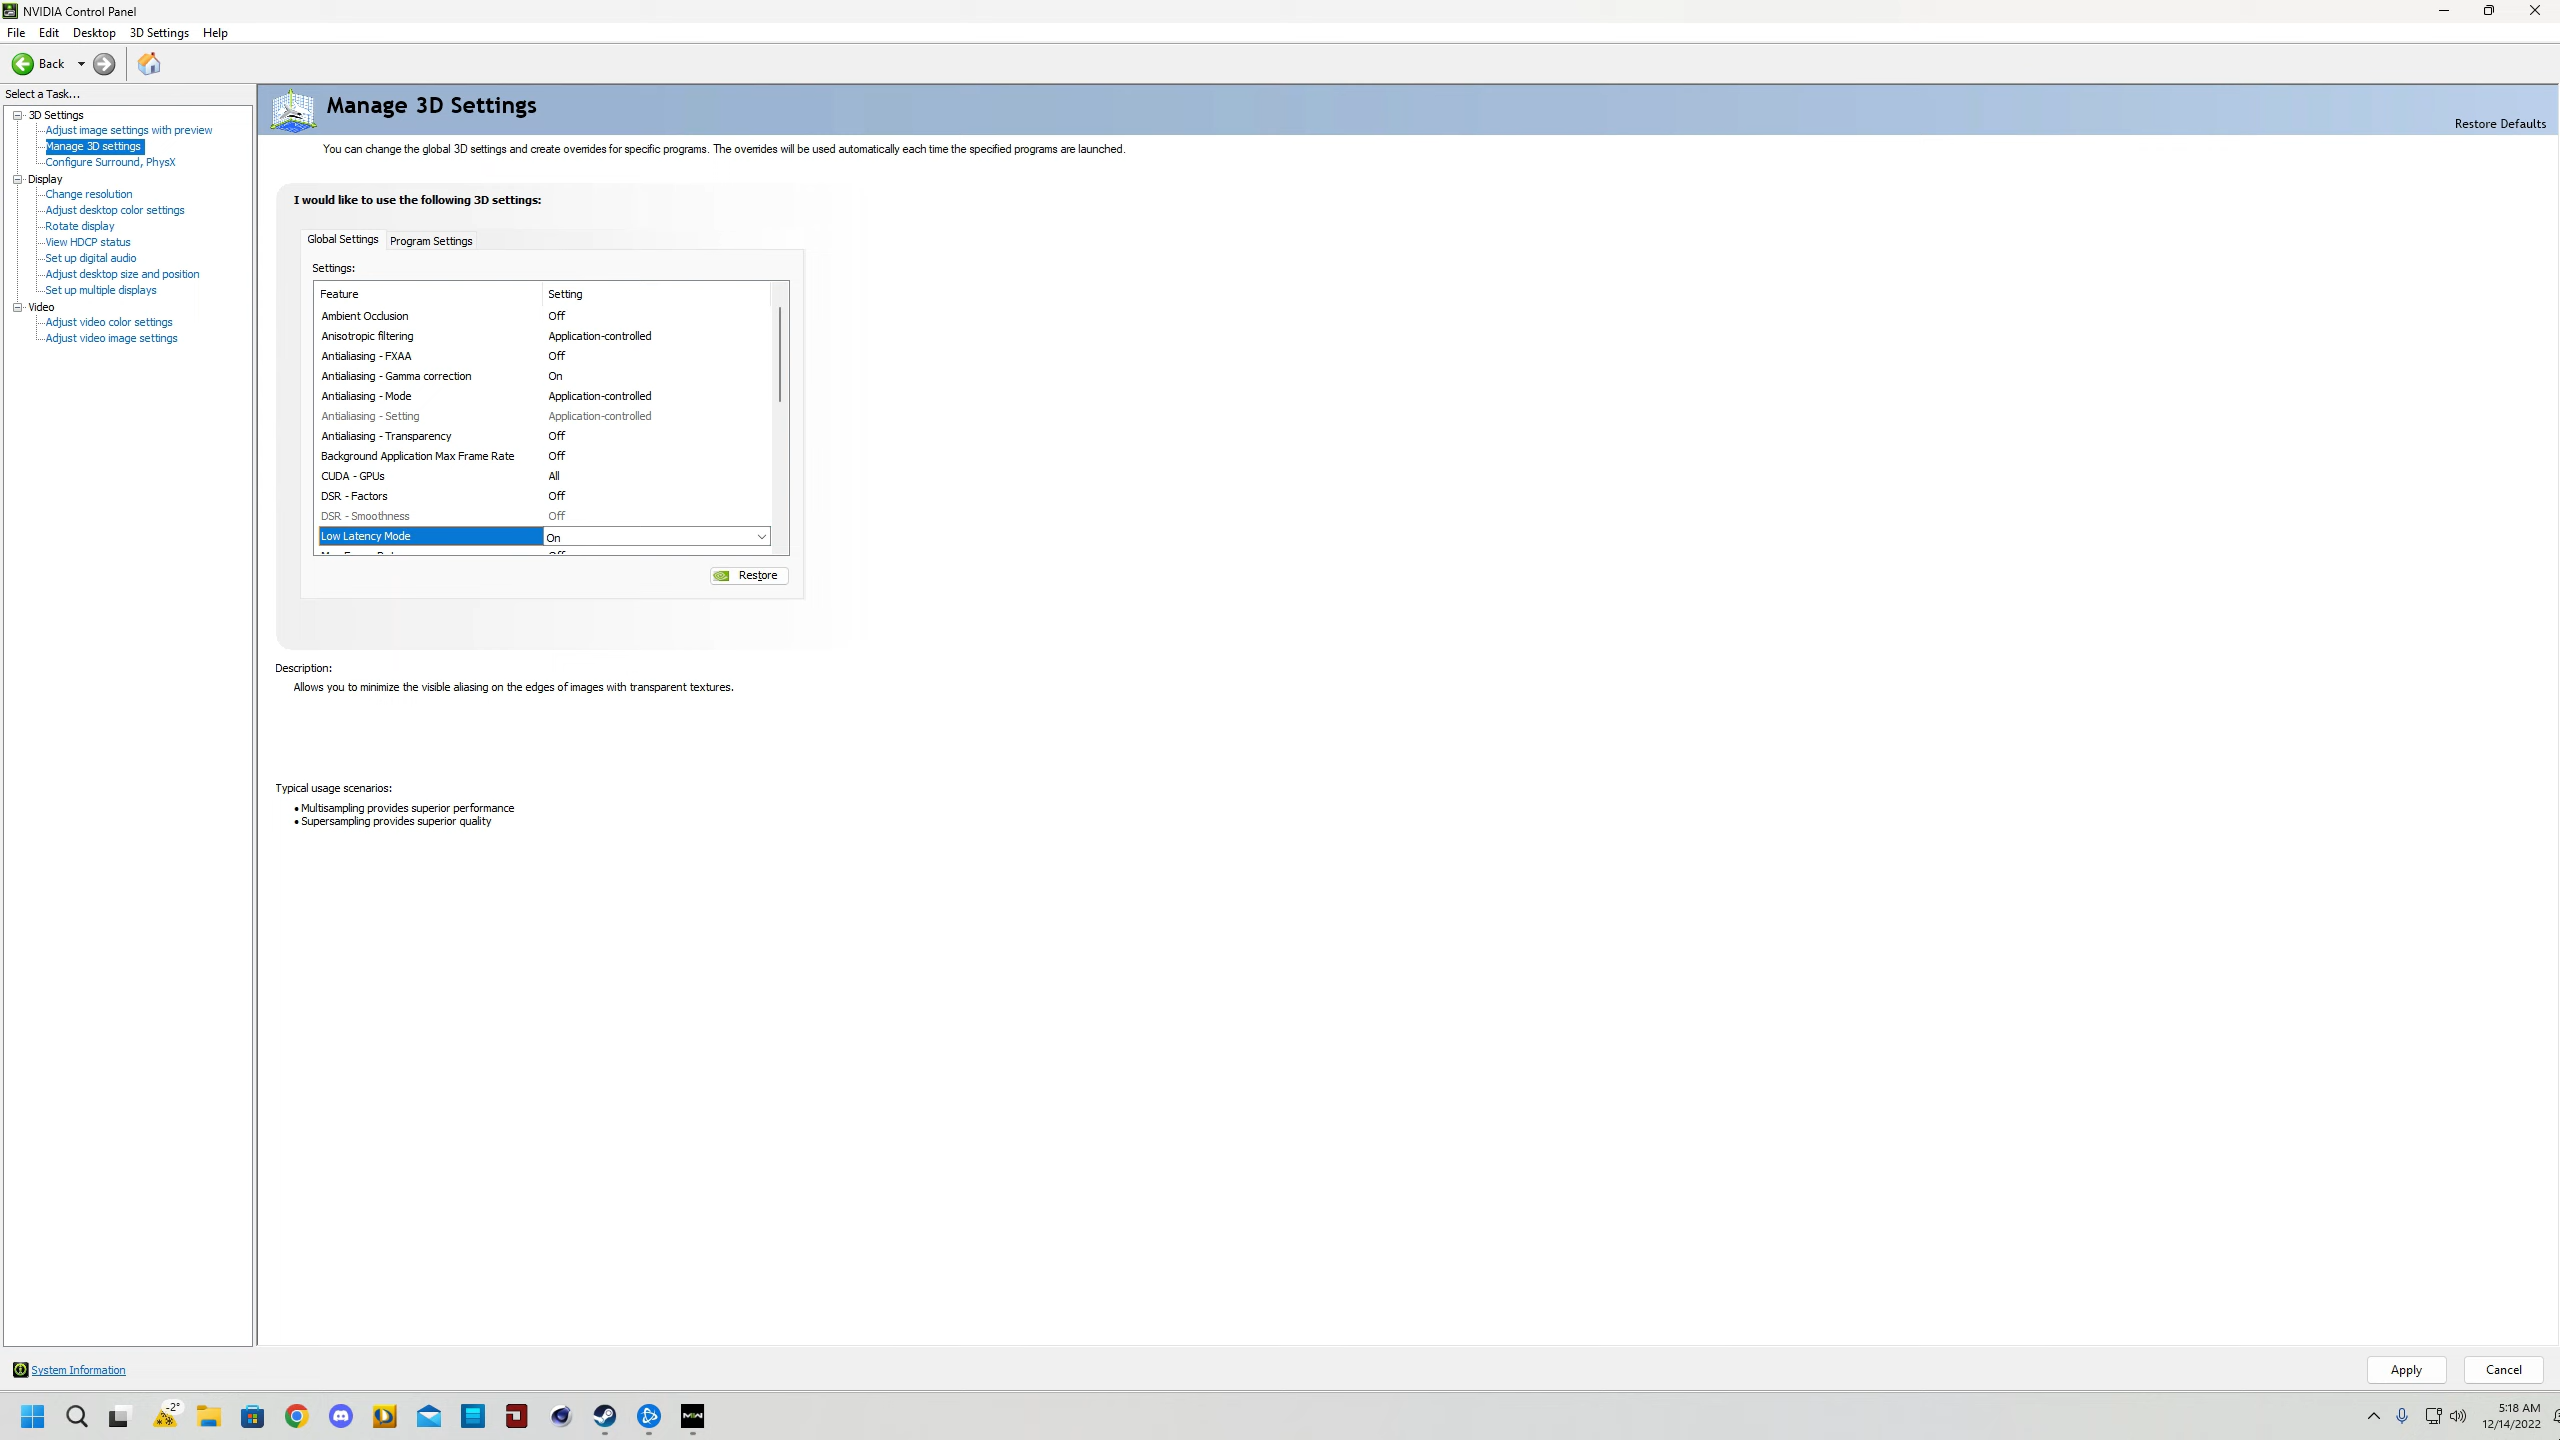 NVIDIA Control Panel
File Edit Desktop 3D Settings Help
Back
Select a Task...
3D Settings
Adjust image settings with preview
Manage 3D settings
Configure Surround, PhysX
Display
Change resolution
Adjust desktop color settings
Rotate display
View HDCP status
Set up digital audio
Adjust desktop size and position
Set up multiple displays
Video
Adjust video color settings
Adjust video image settings
Manage 3D Settings
Restore Defaults
You can change the global 3D settings and create overrides for specific programs. The overrides will be used automatically each time the specified programs are launched.
I would like to use the following 3D settings:
Global Settings Program Settings
Settings:
Feature Setting
Ambient Occlusion Off
Anisotropic filtering Application-controlled
Antialiasing - FXAA Off
Antialiasing - Gamma correction On
Antialiasing - Mode Application-controlled
Antialiasing - Setting Application-controlled
Antialiasing - Transparency Off
Background Application Max Frame Rate Off
CUDA - GPUs All
DSR - Factors Off
DSR - Smoothness Off
Low Latency Mode On
Restore
Description:
Allows you to minimize the visible aliasing on the edges of images with transparent textures.
Typical usage scenarios:
• Multisampling provides superior performance
• Supersampling provides superior quality
System Information
Apply Cancel
-2°
5:18 AM
12/14/2022